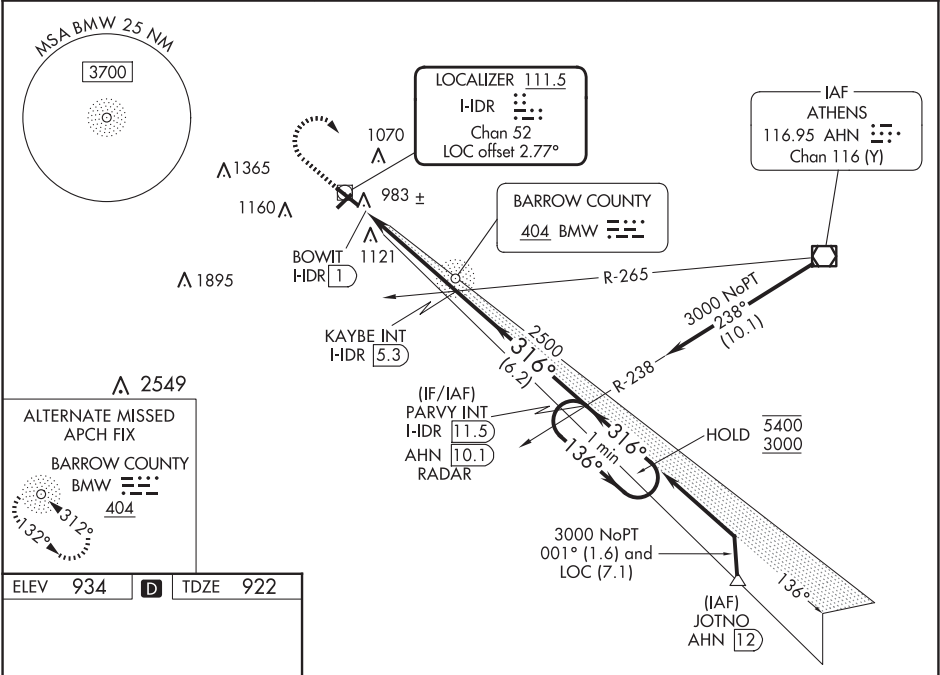 MSA BMW 25 NM
3700
LOCALIZER 111.5
I-IDR
Chan 52
LOC offset 2.77°
IAF
ATHENS
116.95 AHN
Chan 116 (Y)
1070
1365
983 ±
1160
BARROW COUNTY
404 BMW
BOWIT
I-IDR 1
1121
R-265
1895
3000 NoPT
238°
(10.1)
KAYBE INT
I-IDR 5.3
2500
316°
(6.2)
R-238
2549
(IF/IAF)
PARVY INT
I-IDR 11.5
AHN 10.1
RADAR
316°
1 min
136°
HOLD
5400
3000
ALTERNATE MISSED
APCH FIX
BARROW COUNTY
BMW
404
312°
132°
3000 NoPT
001° (1.6) and
LOC (7.1)
136°
(IAF)
JOTNO
AHN 12
ELEV 934 D TDZE 922